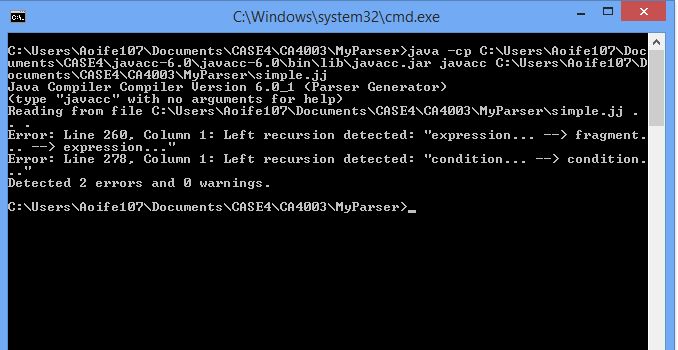 C:\Windows\system32\cmd.exe
C:\Users\Aoife107\Documents\CASE4\CA4003\MyParser>java -cp C:\Users\Aoife107\Doc
uments\CASE4\javacc-6.0\javacc-6.0\bin\lib\javacc.jar javacc C:\Users\Aoife107\D
ocuments\CASE4\CA4003\MyParser\simple.jj
Java Compiler Compiler Version 6.0_1 (Parser Generator)
(type "javacc" with no arguments for help)
Reading from file C:\Users\Aoife107\Documents\CASE4\CA4003\MyParser\simple.jj .
. .
Error: Line 260, Column 1: Left recursion detected: "expression... --> fragment.
.. --> expression..."
Error: Line 278, Column 1: Left recursion detected: "condition... --> condition.
.."
Detected 2 errors and 0 warnings.
C:\Users\Aoife107\Documents\CASE4\CA4003\MyParser>_